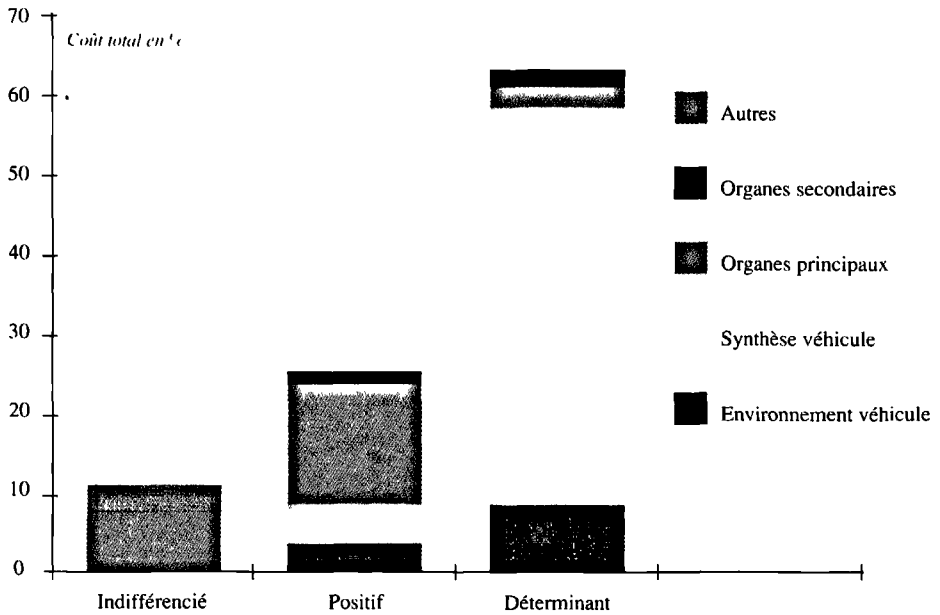 70
Coût total en
60
50
40
30
20
10
0
Indifférencié
Positif
Déterminant
Autres
Organes secondaires
Organes principaux
Synthèse véhicule
Environnement véhicule